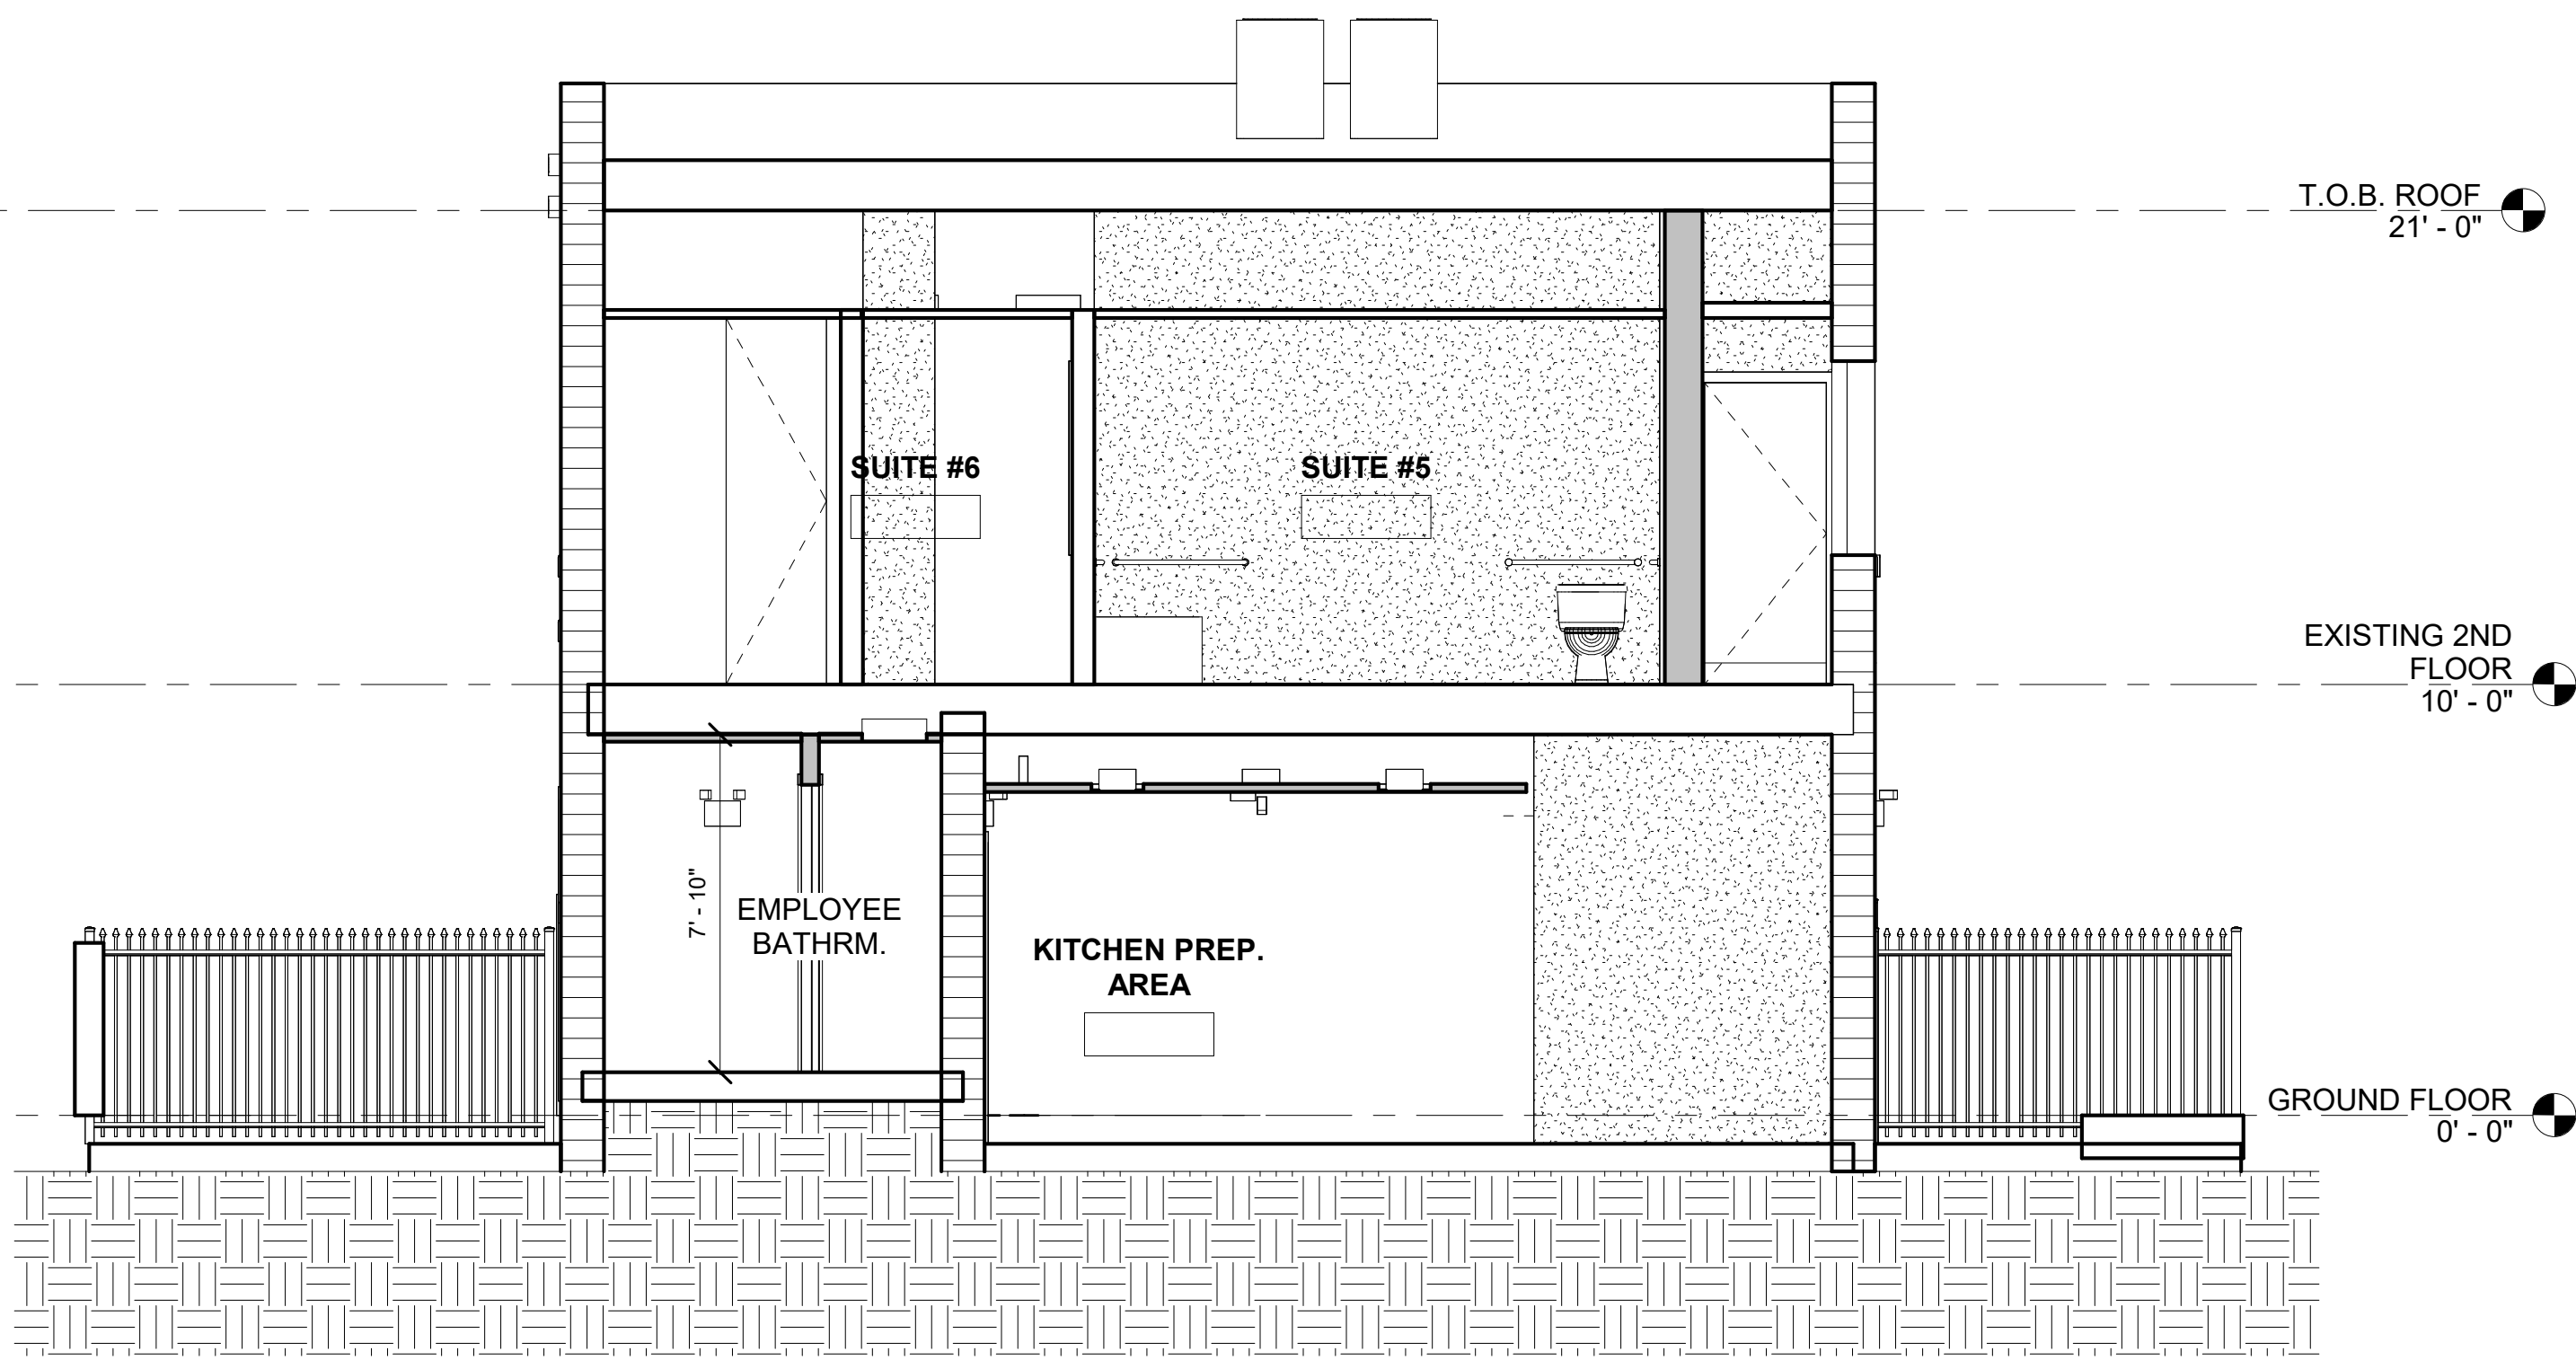 T.O.B. ROOF
21' - 0"
SUITE #6
SUITE #5
EXISTING 2ND
FLOOR
10' - 0"
7' - 10"
EMPLOYEE
BATHRM.
KITCHEN PREP.
AREA
GROUND FLOOR
0' - 0"